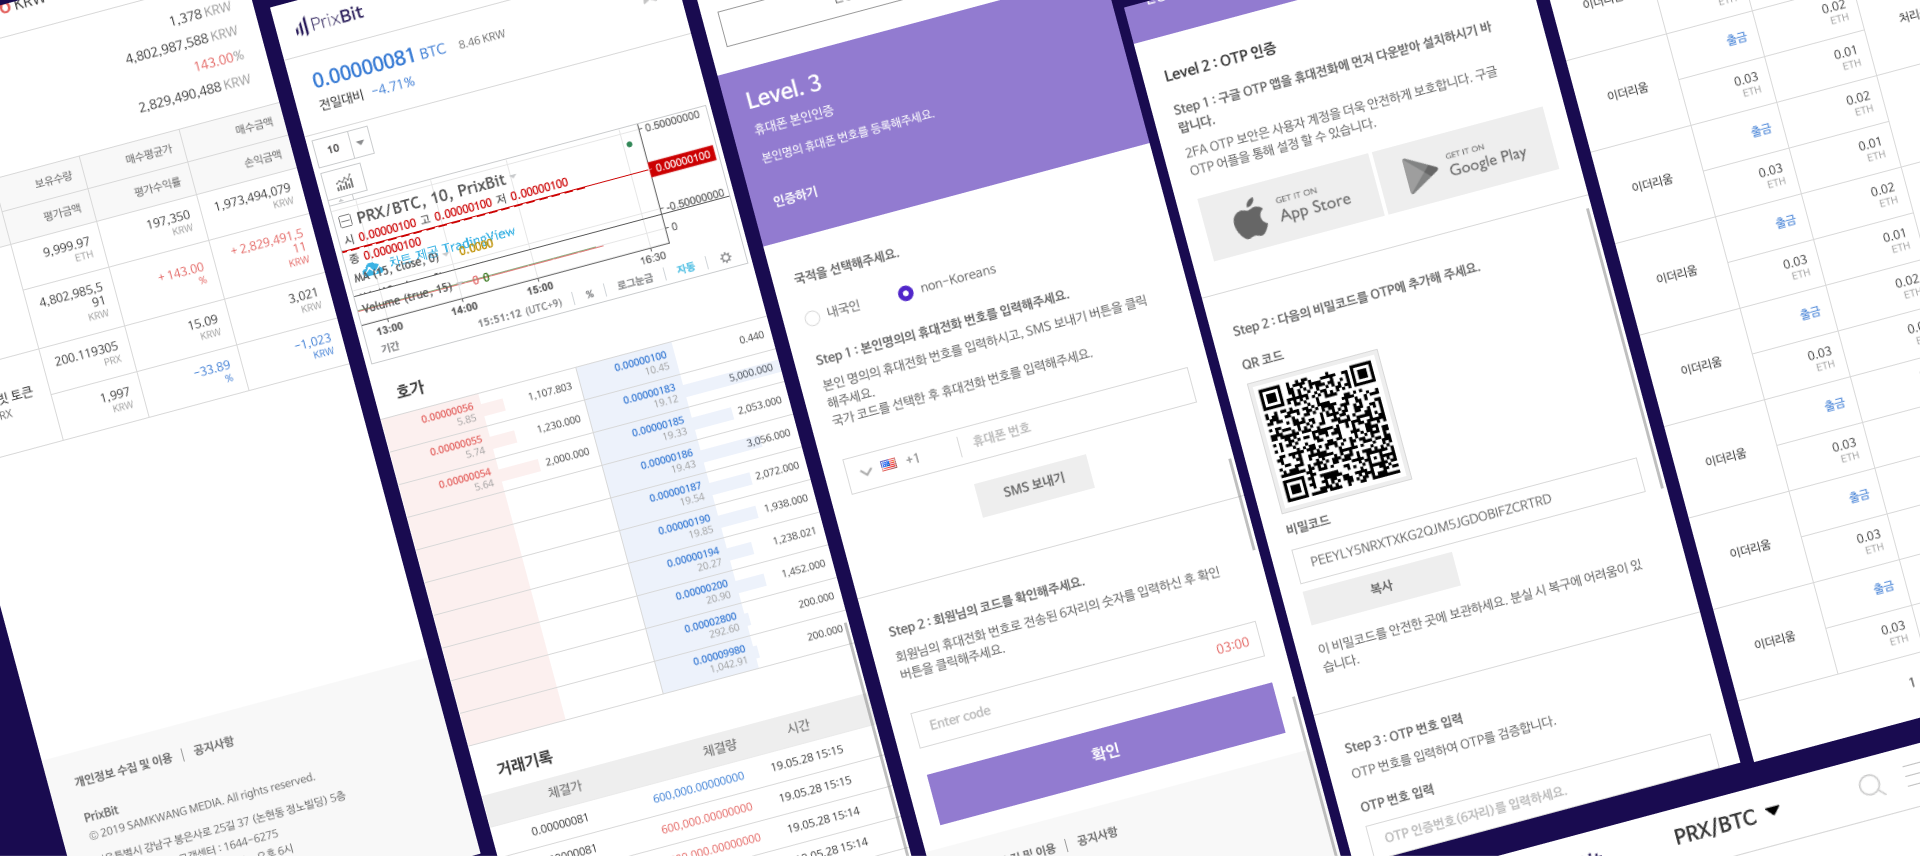 KRW
1,378 KRW
4,802,987,588 KRW
143.00%
2,829,490,488 KRW
보유수량
매수평균가
매수금액
평가금액
평가수익률
손익금액
9,999.97
ETH
197,350
KRW
1,973,494,079
KRW
4,802,985,5
91
KRW
+ 143.00
%
+ 2,829,491,5
11
KRW
200.119305
PRX
15.09
KRW
3,021
KRW
1,997
KRW
-33.89
%
-1,023
KRW
개인정보 수집 및 이용 | 공지사항
PrixBit
© 2019 SAMKWANG MEDIA. All rights reserved.
서울특별시 강남구 봉은사로 25길 37 (논현동 정노빌딩) 5층
고객센터 : 1644-6275
오후 6시
PrixBit
0.00000081 BTC 8.46 KRW
전일대비 -4.71%
10
PRX/BTC, 10, PrixBit
시 0.00000100 고 0.00000100 저 0.00000100
종 0.00000100
차트 제공 TradingView
MA (15, close, 0)
0.0000
Volume (true, 15)
0 0
0.50000000
0.00000100
-0.50000000
0
13:00
14:00
15:00
16:30
기간
15:51:12 (UTC+9)
%
로그눈금
자동
호가
0.00000056
5.85
1,107.803
0.00000055
5.74
1,230.000
0.00000054
5.64
2,000.000
0.00000100
10.45
0.440
0.00000183
19.12
5,000.000
0.00000185
19.33
2,053.000
0.00000186
19.43
3,056.000
0.00000187
19.54
2,072.000
0.00000190
19.85
1,938.000
0.00000194
20.27
1,238.021
0.00000200
20.90
1,452.000
0.00002800
292.60
200.000
0.00009980
1,042.91
200.000
거래기록
체결가
체결량
시간
0.00000081
600,000.00000000
19.05.28 15:15
600,000.00000000
19.05.28 15:15
19.05.28 15:14
19.05.28 15:14
Level. 3
휴대폰 본인인증
본인명의 휴대폰 번호를 등록해주세요.
인증하기
국적을 선택해주세요.
내국인
non-Koreans
Step 1 : 본인명의의 휴대전화 번호를 입력해주세요.
본인 명의의 휴대전화 번호를 입력하시고, SMS 보내기 버튼을 클릭
해주세요.
국가 코드를 선택한 후 휴대전화 번호를 입력해주세요.
+1
휴대폰 번호
SMS 보내기
Step 2 : 회원님의 코드를 확인해주세요.
회원님의 휴대전화 번호로 전송된 6자리의 숫자를 입력하신 후 확인
버튼을 클릭해주세요.
03:00
Enter code
확인
및 이용 | 공지사항
Level 2 : OTP 인증
Step 1 : 구글 OTP 앱을 휴대전화에 먼저 다운받아 설치하시기 바
랍니다.
2FA OTP 보안은 사용자 계정을 더욱 안전하게 보호합니다. 구글
OTP 어플을 통해 설정 할 수 있습니다.
GET IT ON
App Store
GET IT ON
Google Play
Step 2 : 다음의 비밀코드를 OTP에 추가해 주세요.
QR 코드
비밀코드
PEEYLY5NRXTXKG2QJM5JGDOBIFZCRTRD
복사
이 비밀코드를 안전한 곳에 보관하세요. 분실 시 복구에 어려움이 있
습니다.
Step 3 : OTP 번호 입력
OTP 번호를 입력하여 OTP를 검증합니다.
OTP 번호 입력
OTP 인증번호(6자리)를 입력하세요.
0.02
ETH
이더리움
출금
0.03
ETH
0.01
ETH
0.02
ETH
이더리움
출금
0.03
ETH
0.01
ETH
0.02
ETH
이더리움
출금
0.03
ETH
0.01
ETH
0.02
ETH
이더리움
출금
0.03
ETH
이더리움
출금
0.03
ETH
이더리움
출금
0.03
ETH
이더리움
출금
0.03
ETH
1
PRX/BTC